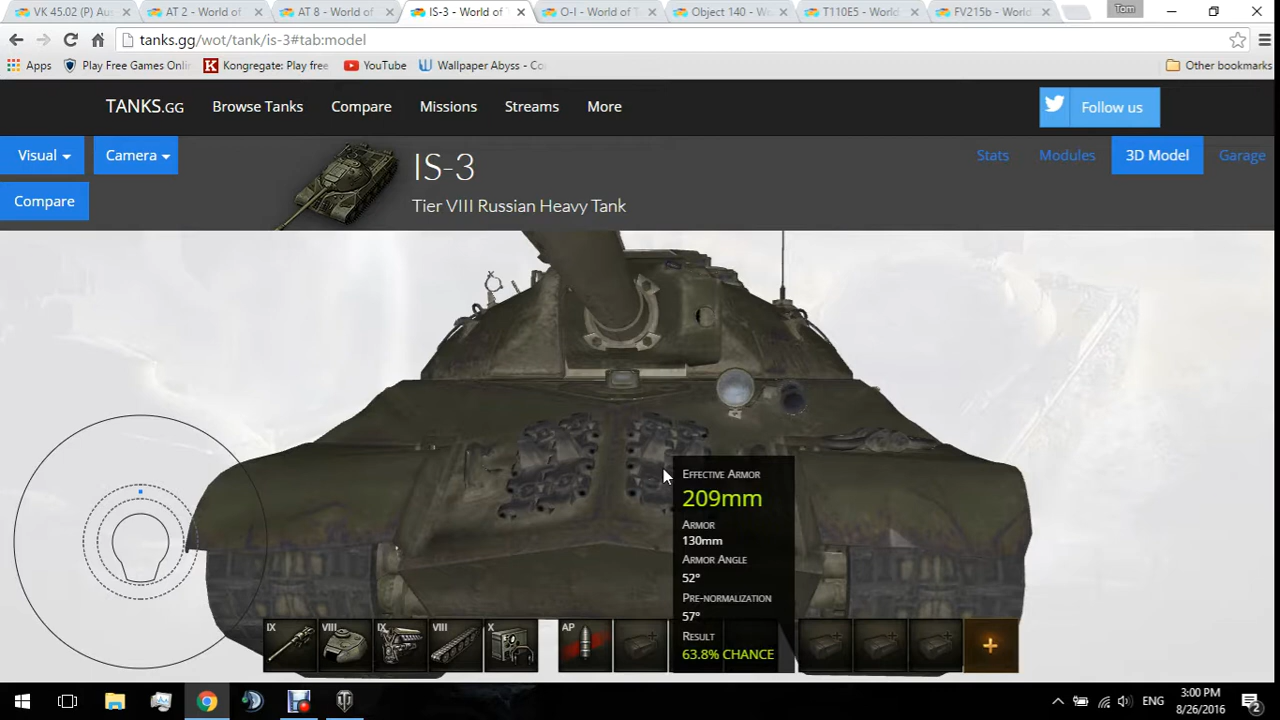 VK 45.02 (P) Aus
AT 2 - World of
AT 8 - World of
IS-3 - World of
O-I - World of T
Object 140 - W
T110E5 - World
FV215b - World
Tom
tanks.gg/wot/tank/is-3#tab:model
Apps
Play Free Games Onli
Kongregate: Play free
YouTube
Wallpaper Abyss - Co
Other bookmarks
TANKS.GG
Browse Tanks
Compare
Missions
Streams
More
Follow us
Visual
Camera
Compare
IS-3
Tier VIII Russian Heavy Tank
Stats
Modules
3D Model
Garage
EFFECTIVE ARMOR
209mm
ARMOR
130mm
ARMOR ANGLE
52°
PRE-NORMALIZATION
57°
RESULT
63.8% CHANCE
IX
VIII
IX
VIII
X
AP
ENG
3:00 PM
8/26/2016
2